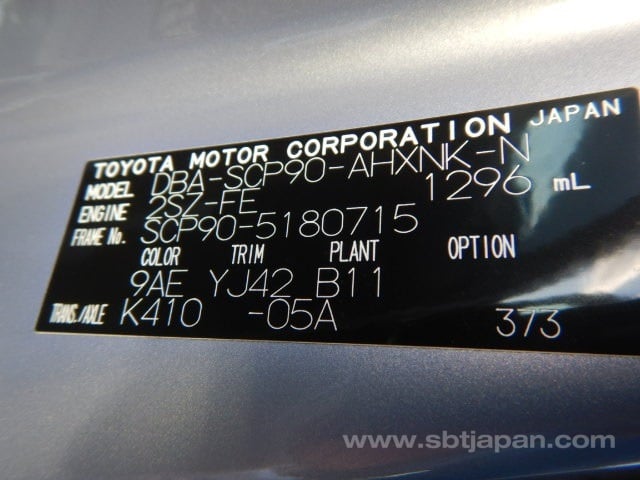 TOYOTA MOTOR CORPORATION JAPAN
MODEL DBA-SCP90-AHXNK-N
ENGINE 2SZ-FE 1296 mL
FRAME No. SCP90-5180715
COLOR TRIM PLANT OPTION
9AE YJ42 B11
TRANS./AXLE K410 -05A 373
www.sbtjapan.com